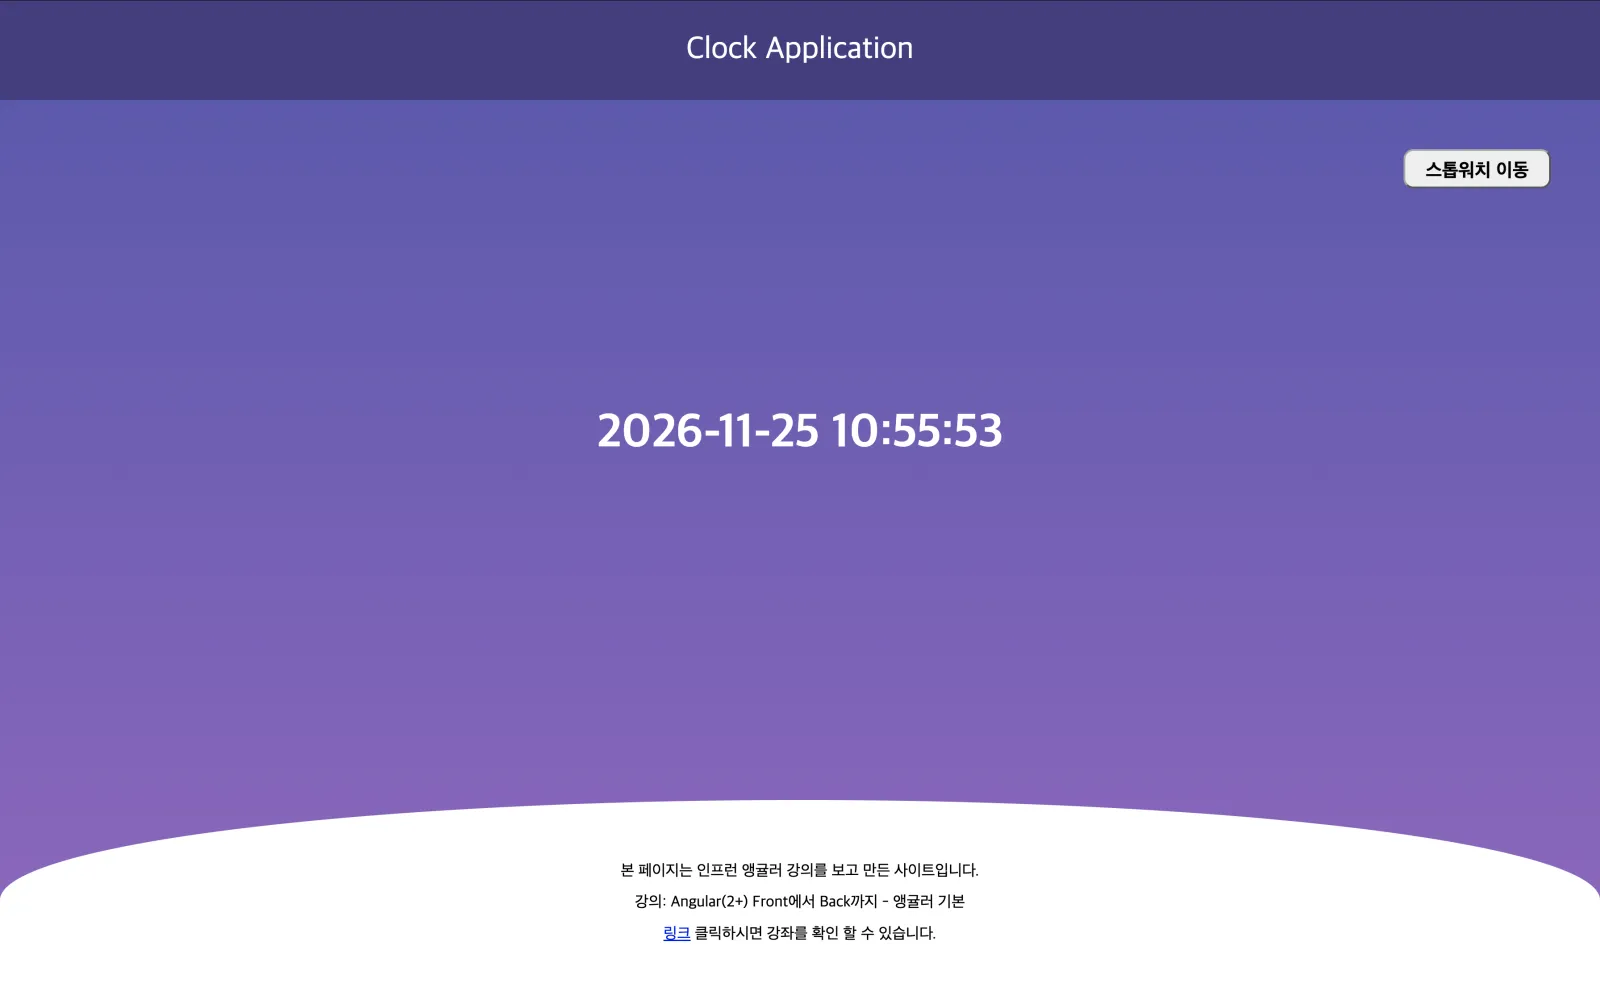 Clock Application
스톱워치 이동
2026-11-25 10:55:53
본 페이지는 인프런 앵귤러 강의를 보고 만든 사이트입니다.
강의: Angular(2+) Front에서 Back까지 - 앵귤러 기본
링크 클릭하시면 강좌를 확인 할 수 있습니다.